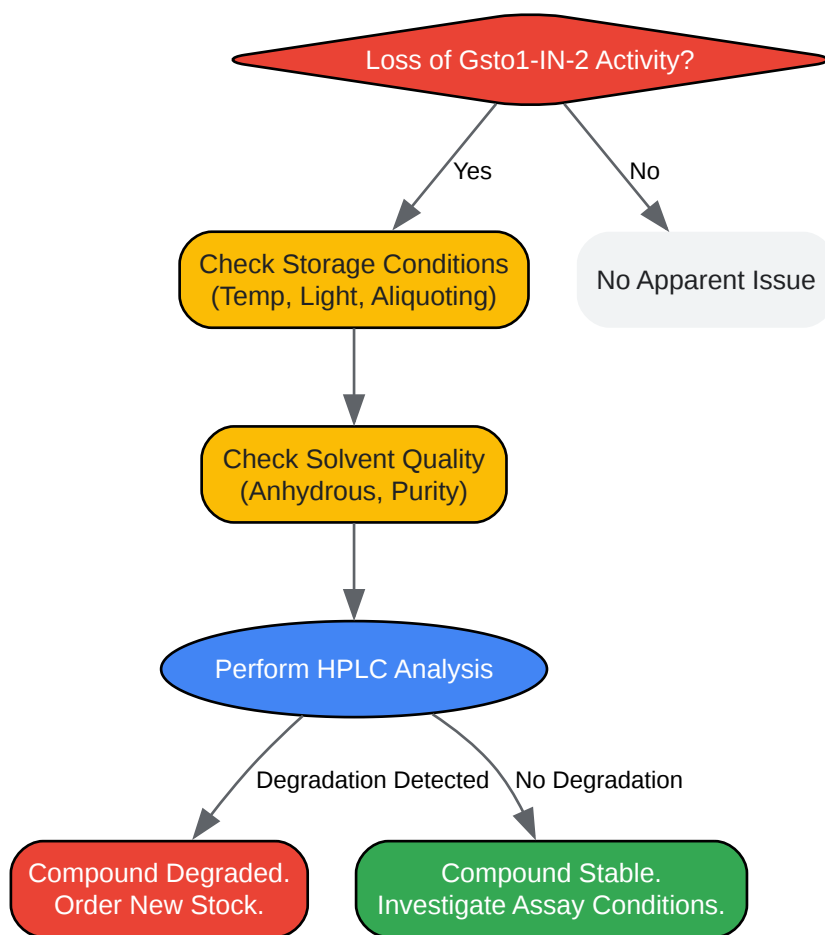 Loss of Gsto1-IN-2 Activity?
Yes
No
Check Storage Conditions
(Temp, Light, Aliquoting)
No Apparent Issue
Check Solvent Quality
(Anhydrous, Purity)
Perform HPLC Analysis
Degradation Detected
No Degradation
Compound Degraded.
Order New Stock.
Compound Stable.
Investigate Assay Conditions.